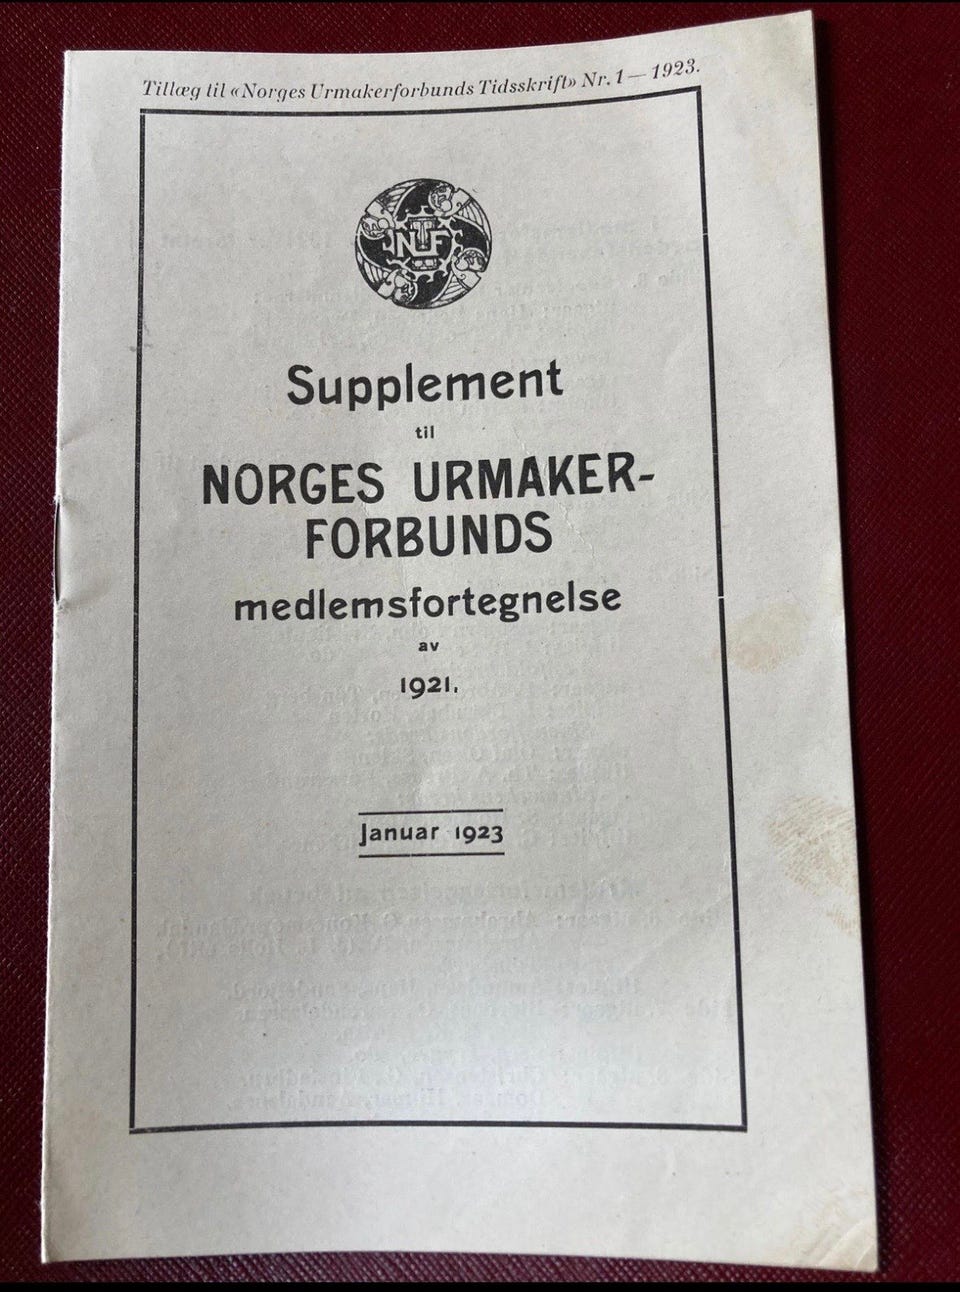 Tillæg til «Norges Urmakerforbunds Tidsskrift» Nr. 1 — 1923.
NUF
Supplement
til
NORGES URMAKER-
FORBUNDS
medlemsfortegnelse
av
1921.
Januar 1923